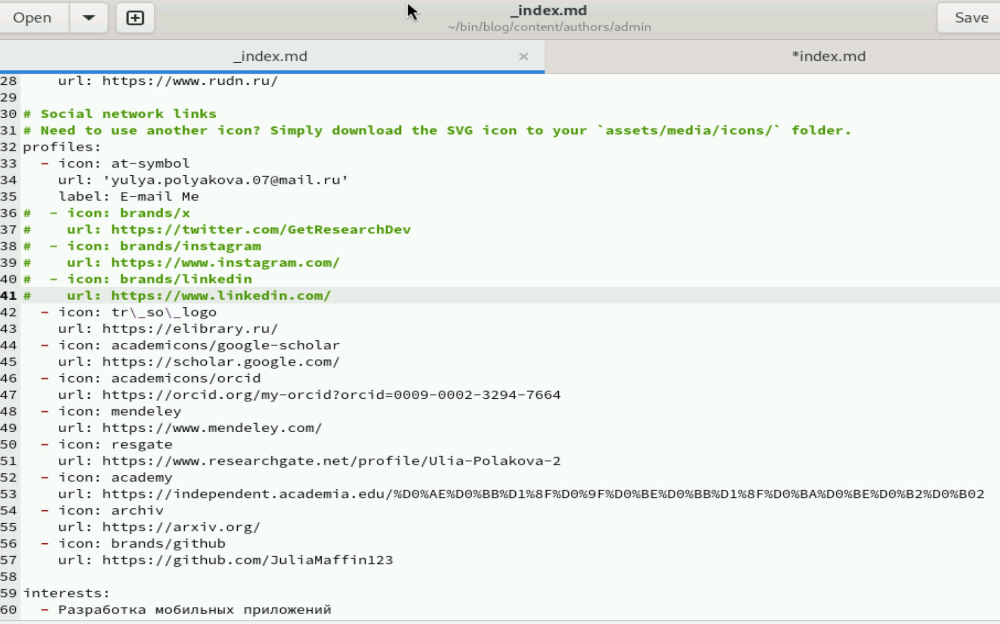 Open
_index.md
~/bin/blog/content/authors/admin
Save
_index.md ×
*index.md
28 url: https://www.rudn.ru/
29
30 # Social network links
31 # Need to use another icon? Simply download the SVG icon to your `assets/media/icons/` folder.
32 profiles:
33 - icon: at-symbol
34 url: 'yulya.polyakova.07@mail.ru'
35 label: E-mail Me
36 # - icon: brands/x
37 # url: https://twitter.com/GetResearchDev
38 # - icon: brands/instagram
39 # url: https://www.instagram.com/
40 # - icon: brands/linkedin
41 # url: https://www.linkedin.com/
42 - icon: tr\_so\_logo
43 url: https://elibrary.ru/
44 - icon: academicons/google-scholar
45 url: https://scholar.google.com/
46 - icon: academicons/orcid
47 url: https://orcid.org/my-orcid?orcid=0009-0002-3294-7664
48 - icon: mendeley
49 url: https://www.mendeley.com/
50 - icon: resgate
51 url: https://www.researchgate.net/profile/Ulia-Polakova-2
52 - icon: academy
53 url: https://independent.academia.edu/%D0%AE%D0%BB%D1%8F%D0%9F%D0%BE%D0%BB%D1%8F%D0%BA%D0%BE%D0%B2%D0%B02
54 - icon: archiv
55 url: https://arxiv.org/
56 - icon: brands/github
57 url: https://github.com/JuliaMaffin123
58
59 interests:
60 - Разработка мобильных приложений